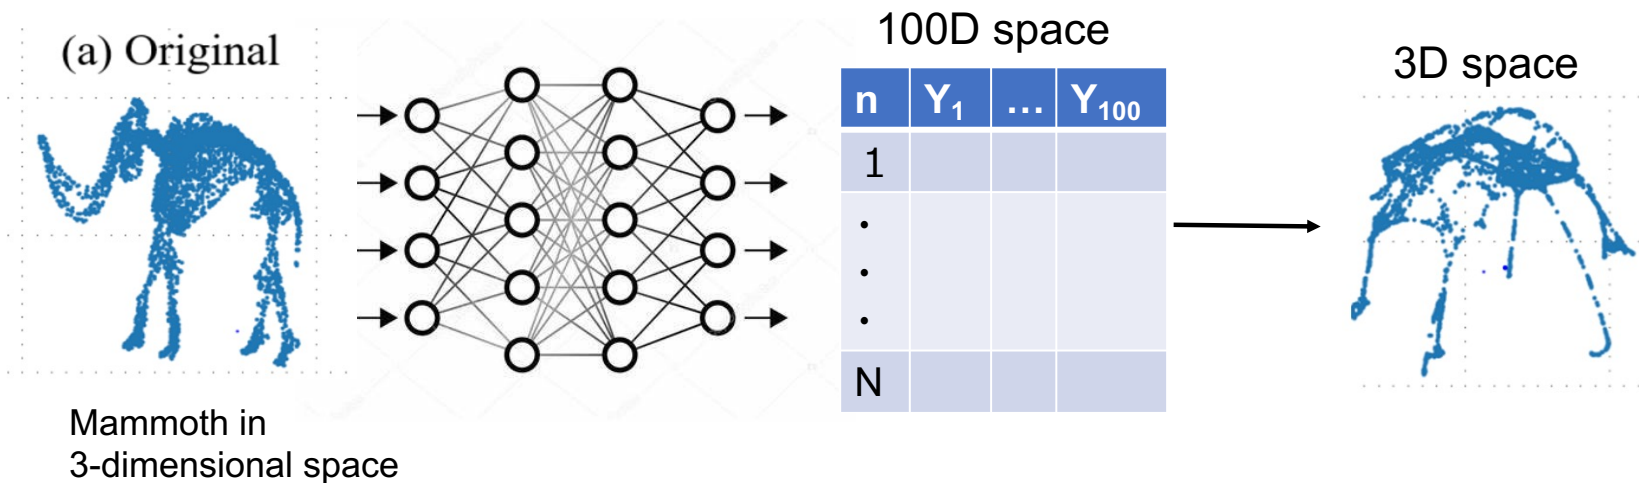 (a) Original
100D space
3D space
n Y₁ ... Y₁₀₀
1
.
.
.
N
Mammoth in
3-dimensional space